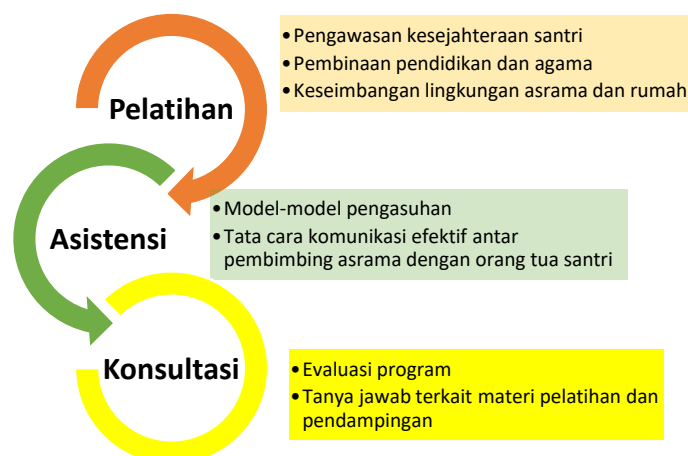 Pelatihan
•Pengawasan kesejahteraan santri
•Pembinaan pendidikan dan agama
•Keseimbangan lingkungan asrama dan rumah
Asistensi
•Model-model pengasuhan
•Tata cara komunikasi efektif antar
pembimbing asrama dengan orang tua santri
Konsultasi
•Evaluasi program
•Tanya jawab terkait materi pelatihan dan
pendampingan